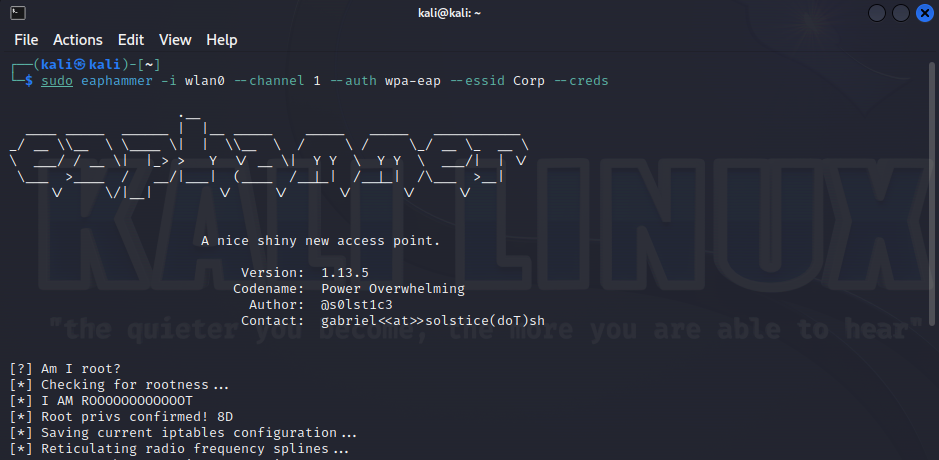 kali@kali: ~
File Actions Edit View Help
┌──(kali㉿kali)-[~]
└─$ sudo eaphammer -i wlan0 --channel 1 --auth wpa-eap --essid Corp --creds
A nice shiny new access point.
Version: 1.13.5
Codename: Power Overwhelming
Author: @s0lst1c3
Contact: gabriel<<at>>solstice(doT)sh
KALI LINUX
"the quieter you become, the more you are able to hear"
[?] Am I root?
[*] Checking for rootness...
[*] I AM ROOOOOOOOOOOOT
[*] Root privs confirmed! 8D
[*] Saving current iptables configuration...
[*] Reticulating radio frequency splines...